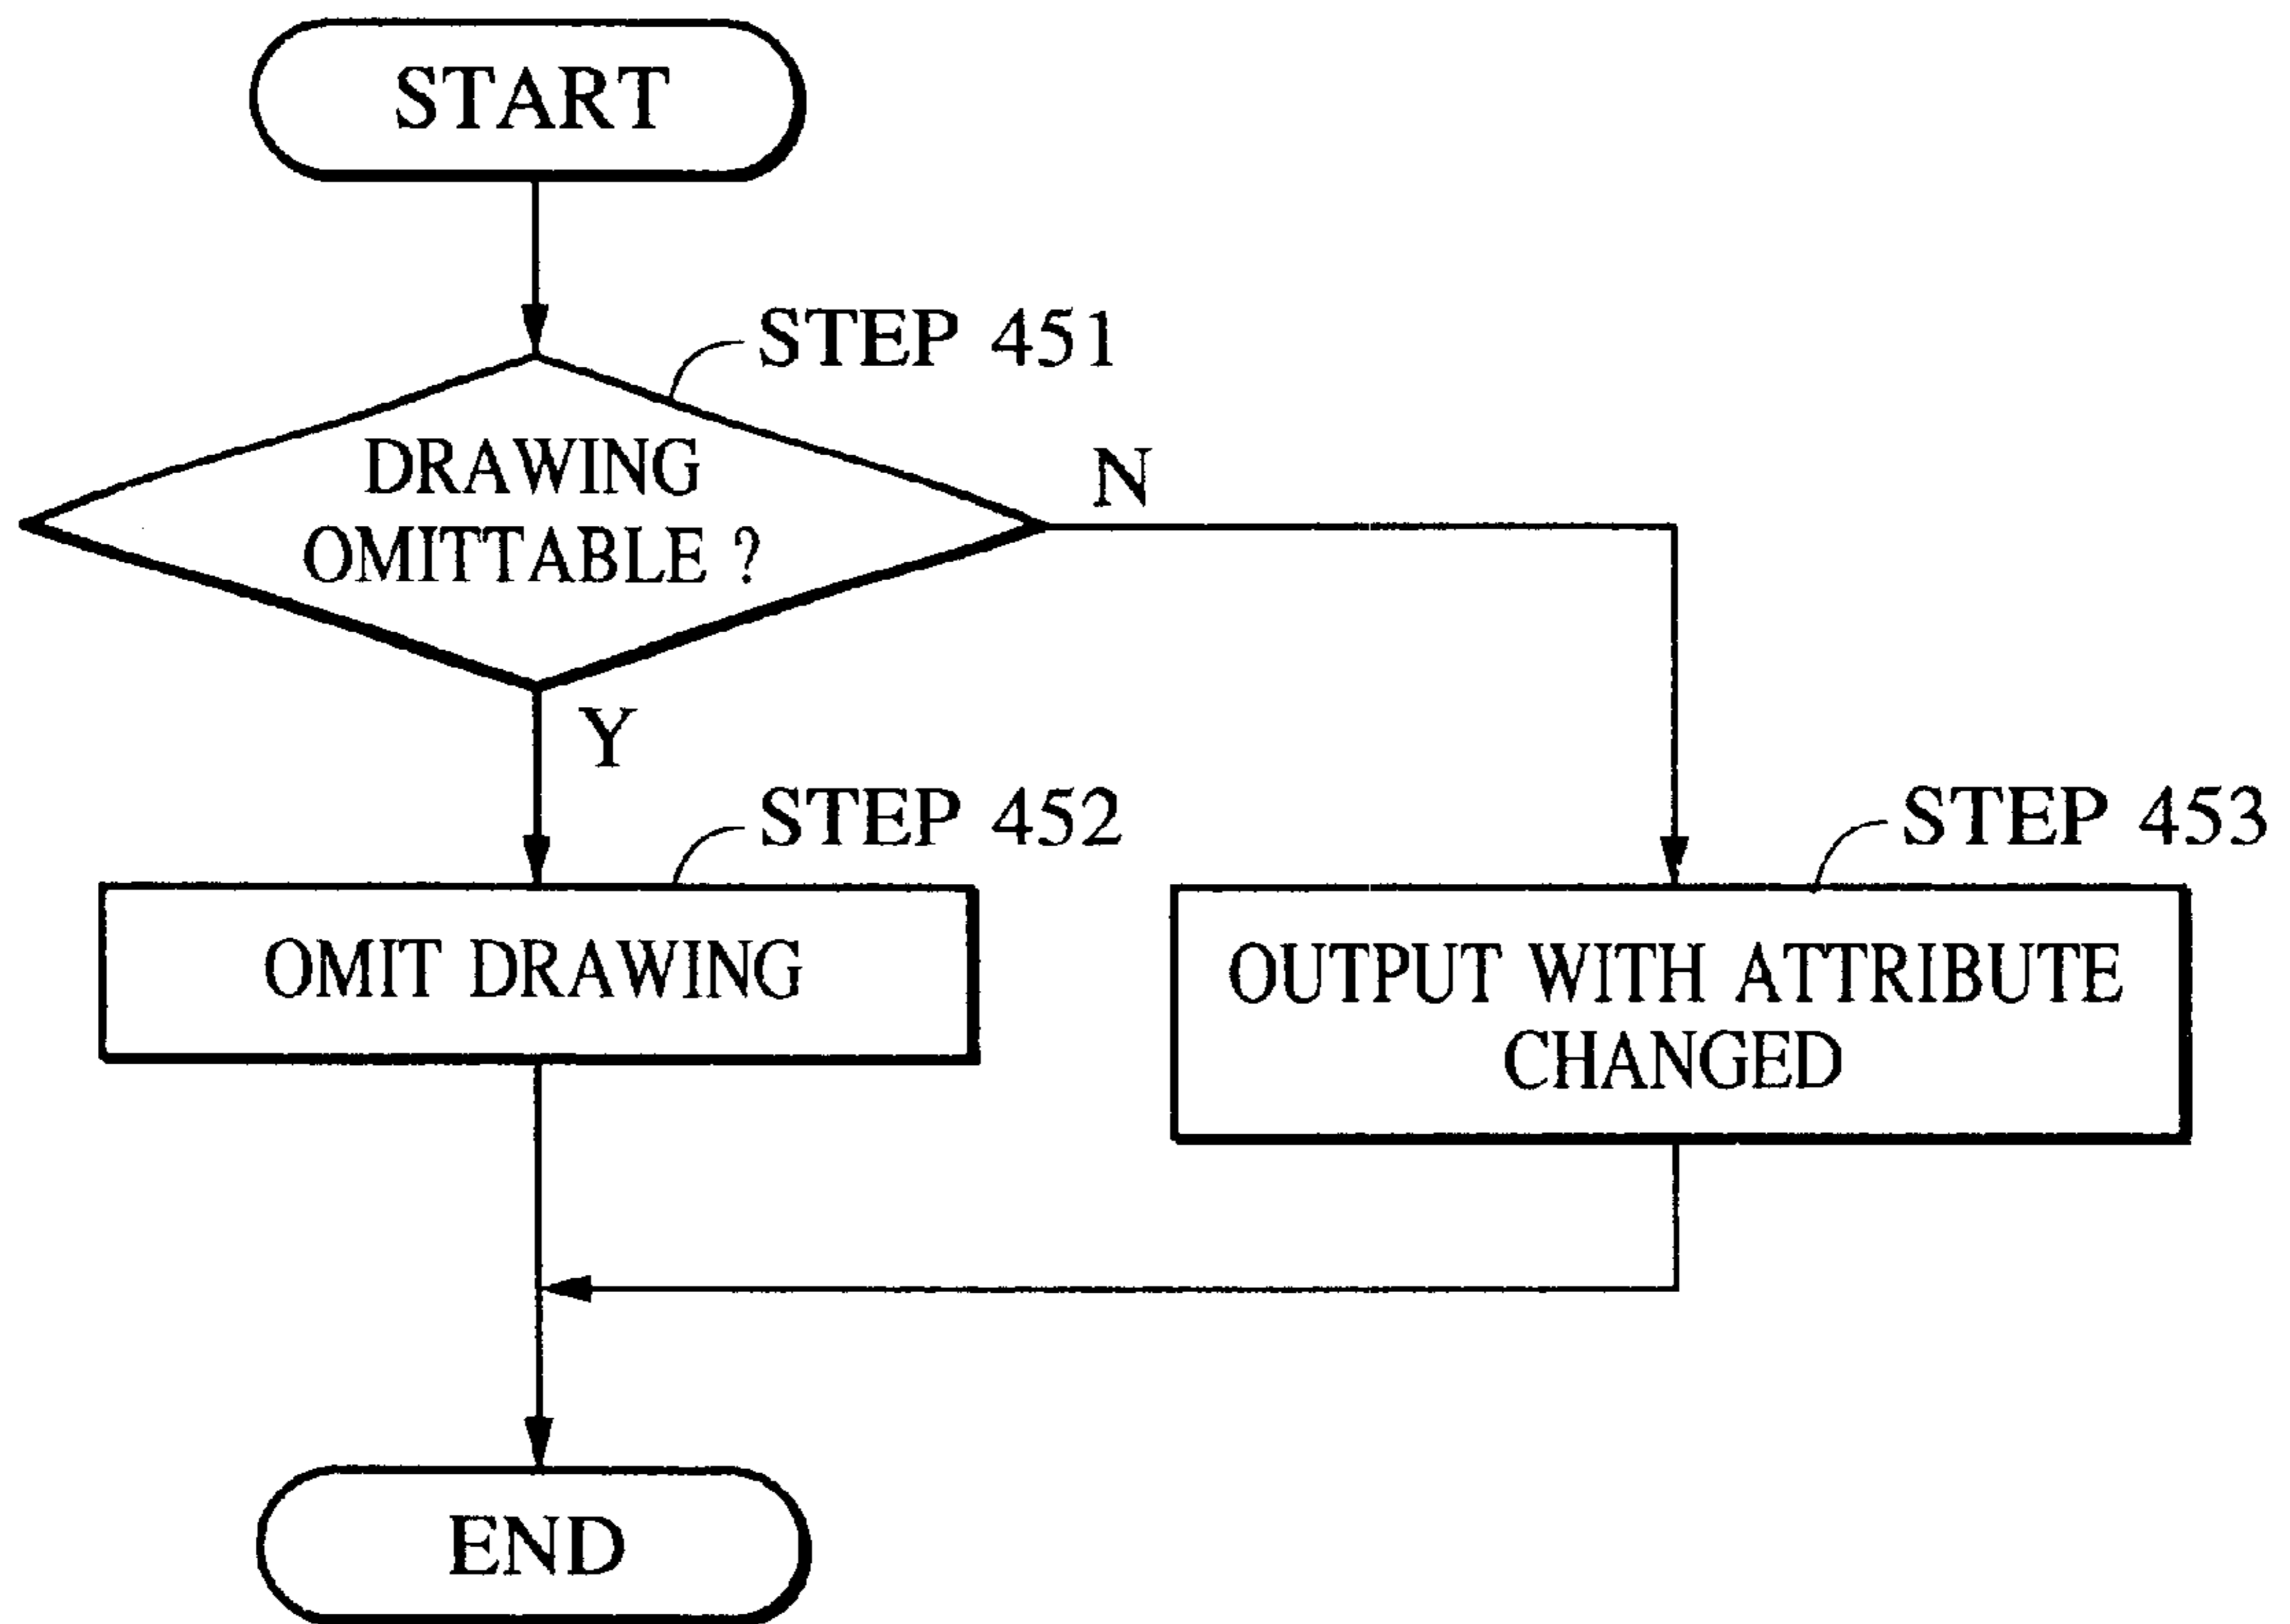 START
STEP 451
DRAWING
OMITTABLE ?
N
Y
STEP 452
STEP 453
OMIT DRAWING
OUTPUT WITH ATTRIBUTE
CHANGED
END